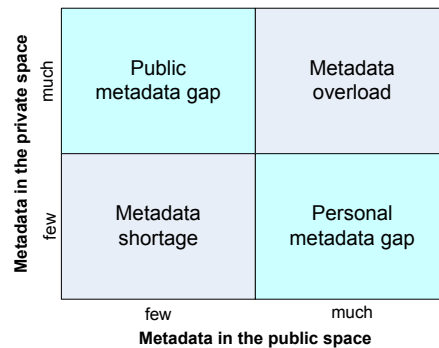 Metadata in the private space
much
few
Public
metadata gap
Metadata
overload
Metadata
shortage
Personal
metadata gap
few
much
Metadata in the public space